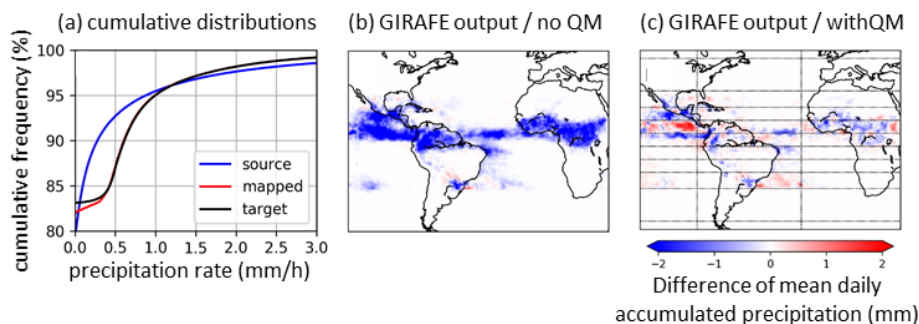 (a) cumulative distributions
(b) GIRAFE output / no QM
(c) GIRAFE output / withQM
cumulative frequency (%)
100
95
90
85
80
source
mapped
target
0.0 0.5 1.0 1.5 2.0 2.5 3.0
precipitation rate (mm/h)
−2 −1 0 1 2
Difference of mean daily
accumulated precipitation (mm)